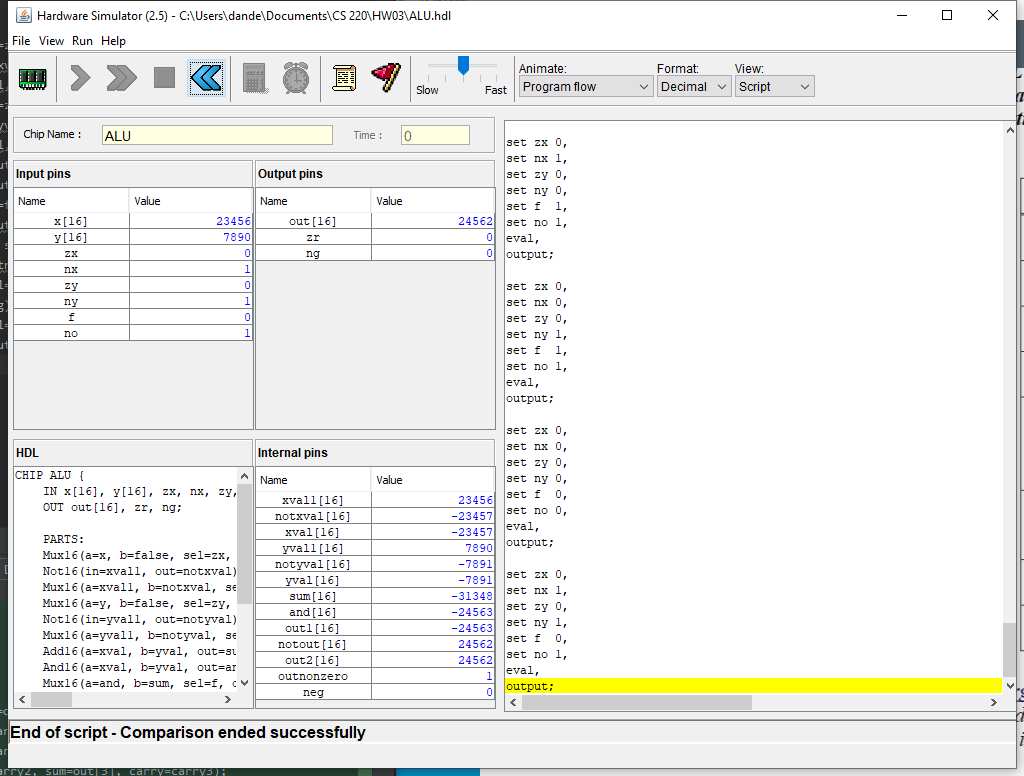 Hardware Simulator (2.5) - C:\Users\dande\Documents\CS 220\HW03\ALU.hdl
File View Run Help
Slow Fast
Animate: Format: View:
Program flow Decimal Script
Chip Name : ALU Time : 0
Input pins
Name Value
x[16] 23456
y[16] 7890
zx 0
nx 1
zy 0
ny 1
f 0
no 1
Output pins
Name Value
out[16] 24562
zr 0
ng 0
HDL
CHIP ALU {
IN x[16], y[16], zx, nx, zy,
OUT out[16], zr, ng;
PARTS:
Mux16(a=x, b=false, sel=zx,
Not16(in=xval1, out=notxval)
Mux16(a=xval1, b=notxval, se
Mux16(a=y, b=false, sel=zy,
Not16(in=yval1, out=notyval)
Mux16(a=yval1, b=notyval, se
Add16(a=xval, b=yval, out=su
And16(a=xval, b=yval, out=an
Mux16(a=and, b=sum, sel=f, o
Internal pins
Name Value
xval1[16] 23456
notxval[16] -23457
xval[16] -23457
yval1[16] 7890
notyval[16] -7891
yval[16] -7891
sum[16] -31348
and[16] -24563
out1[16] -24563
notout[16] 24562
out2[16] 24562
outnonzero 1
neg 0
set zx 0,
set nx 1,
set zy 0,
set ny 0,
set f 1,
set no 1,
eval,
output;
set zx 0,
set nx 0,
set zy 0,
set ny 1,
set f 1,
set no 1,
eval,
output;
set zx 0,
set nx 0,
set zy 0,
set ny 0,
set f 0,
set no 0,
eval,
output;
set zx 0,
set nx 1,
set zy 0,
set ny 1,
set f 0,
set no 1,
eval,
output;
End of script - Comparison ended successfully
arry2, sum=out[3], carry=carry3);